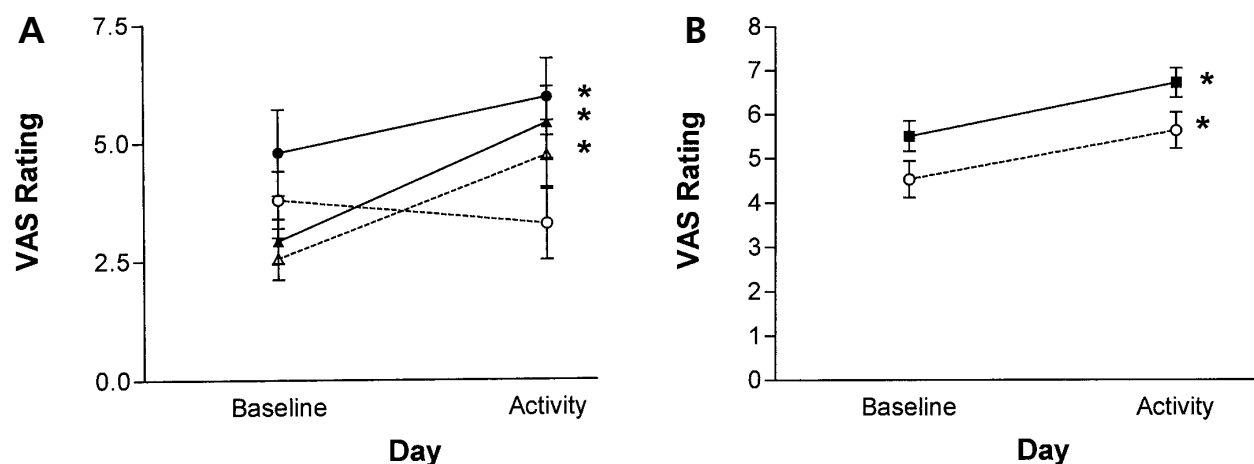 A
7.5
5.0
2.5
0.0
VAS Rating
Baseline
Activity
Day
*
*
*
B
8
7
6
5
4
3
2
1
0
VAS Rating
Baseline
Activity
Day
*
*